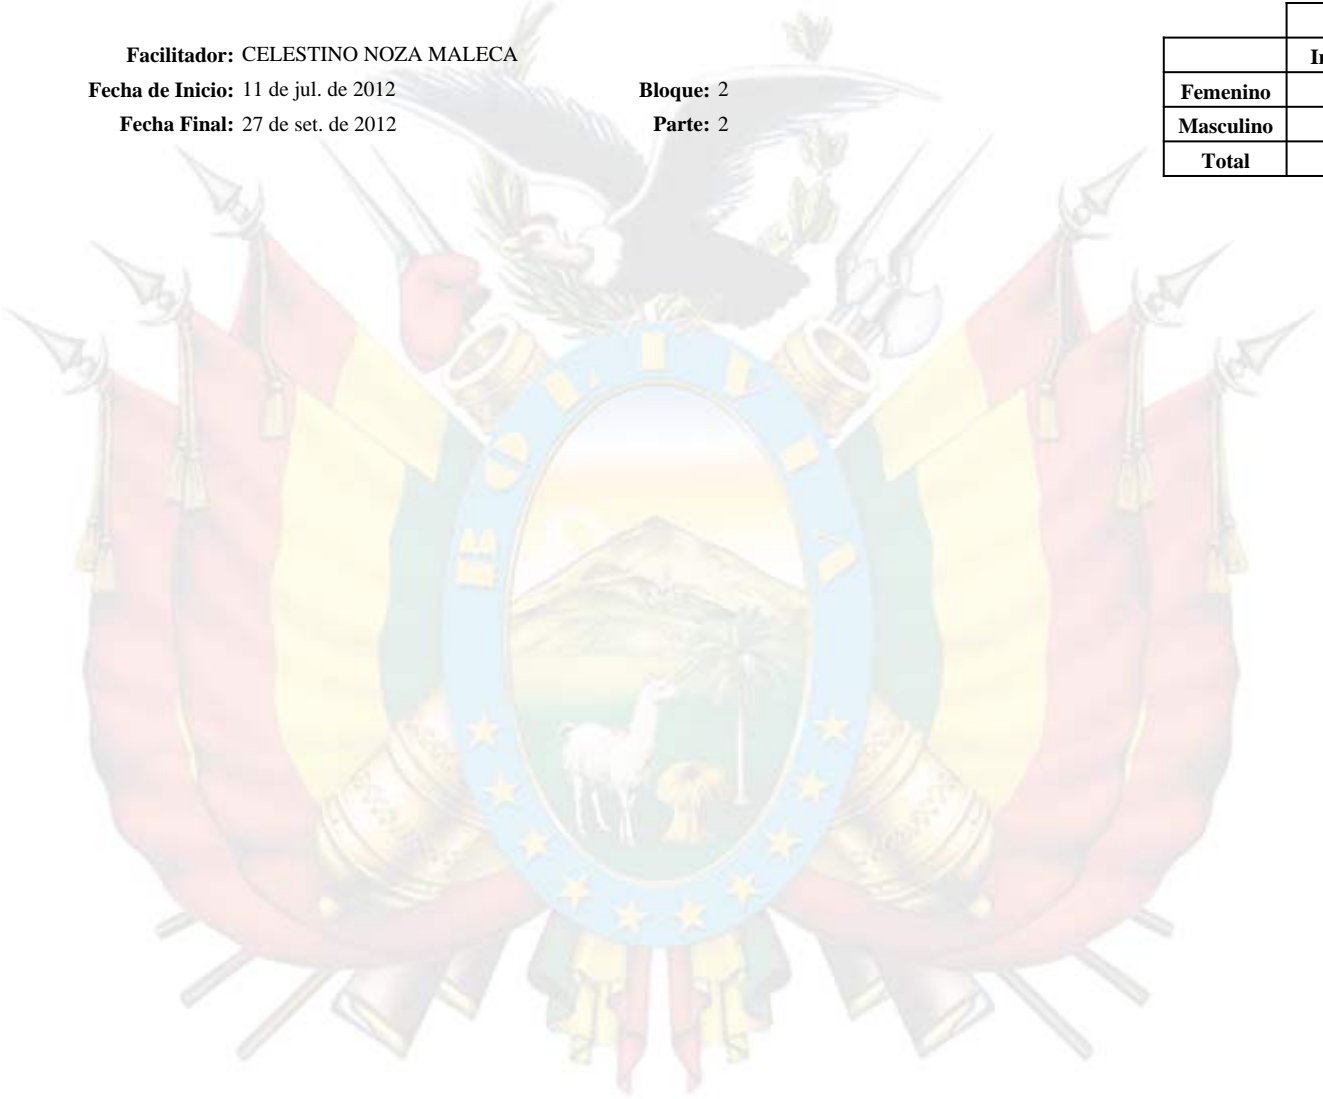 Facilitador: CELESTINO NOZA MALECA
Fecha de Inicio: 11 de jul. de 2012 Bloque: 2
Fecha Final: 27 de set. de 2012 Parte: 2
Femenino
Masculino
Total
BOLIVIA